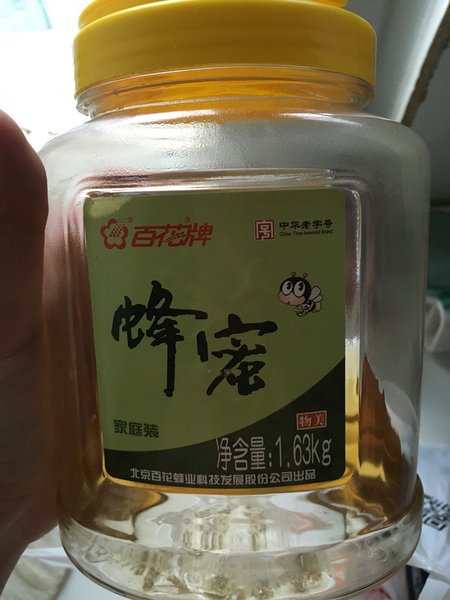 百花牌
中华老字号
China Time-honored Brand
蜂蜜
家庭装
物美
净含量:1.63kg
北京百花蜂业科技发展股份公司出品